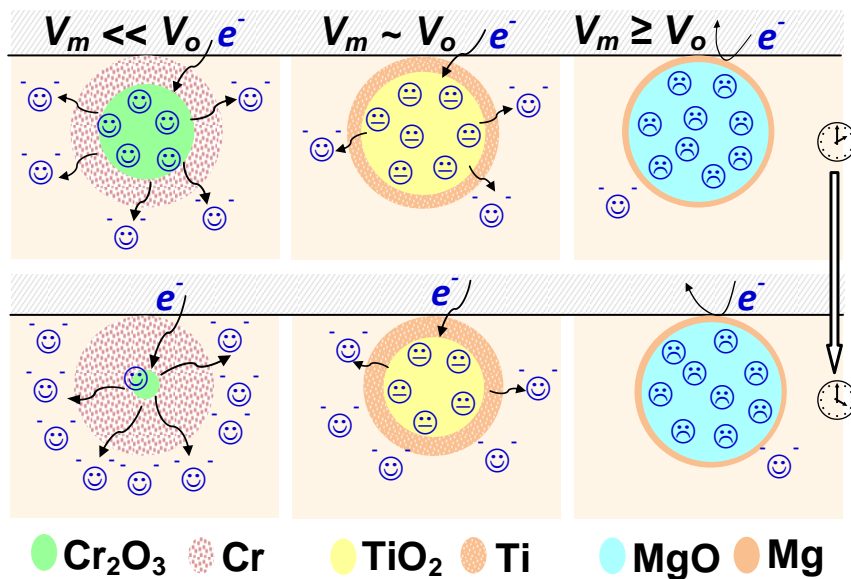 Vm << Vo e-
Vm ~ Vo e-
Vm ≥ Vo e-
e-
e-
e-
Cr2O3 Cr TiO2 Ti MgO Mg